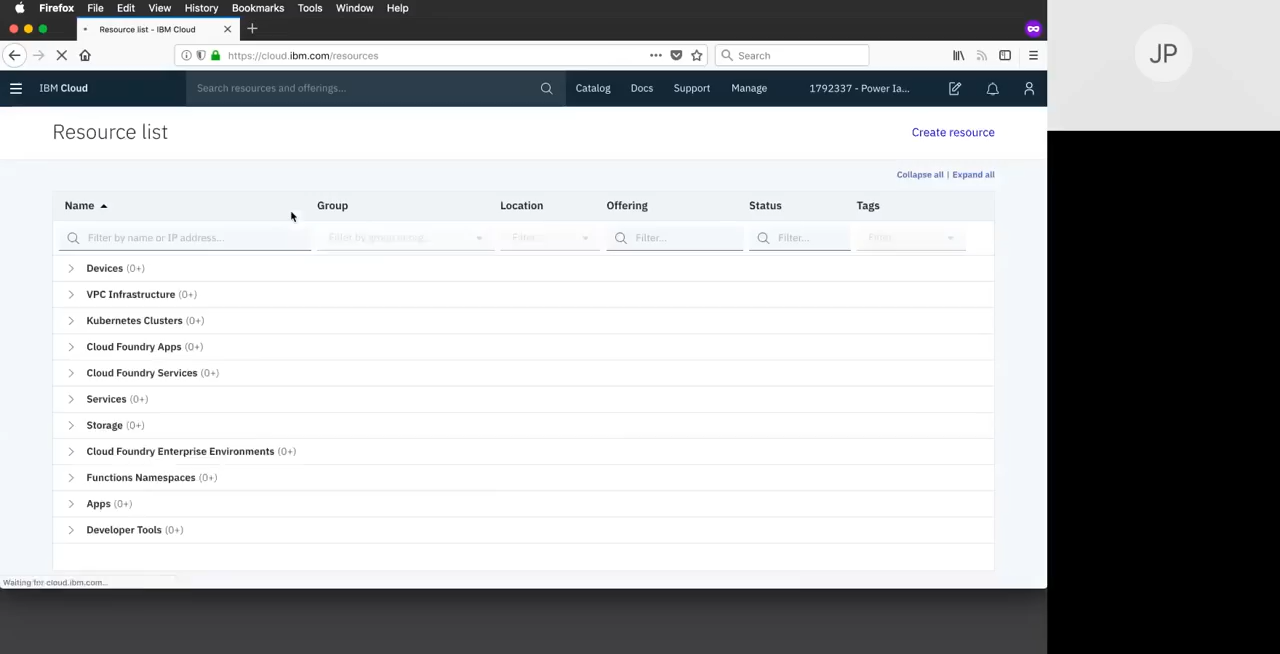 Firefox File Edit View History Bookmarks Tools Window Help
Resource list - IBM Cloud
https://cloud.ibm.com/resources
Search
IBM Cloud
Search resources and offerings...
Catalog Docs Support Manage 1792337 - Power Ia...
JP
Resource list
Create resource
Collapse all | Expand all
Name Group Location Offering Status Tags
Filter by name or IP address... Filter... Filter... Filter... Filter...
Devices (0+)
VPC Infrastructure (0+)
Kubernetes Clusters (0+)
Cloud Foundry Apps (0+)
Cloud Foundry Services (0+)
Services (0+)
Storage (0+)
Cloud Foundry Enterprise Environments (0+)
Functions Namespaces (0+)
Apps (0+)
Developer Tools (0+)
Waiting for cloud.ibm.com...